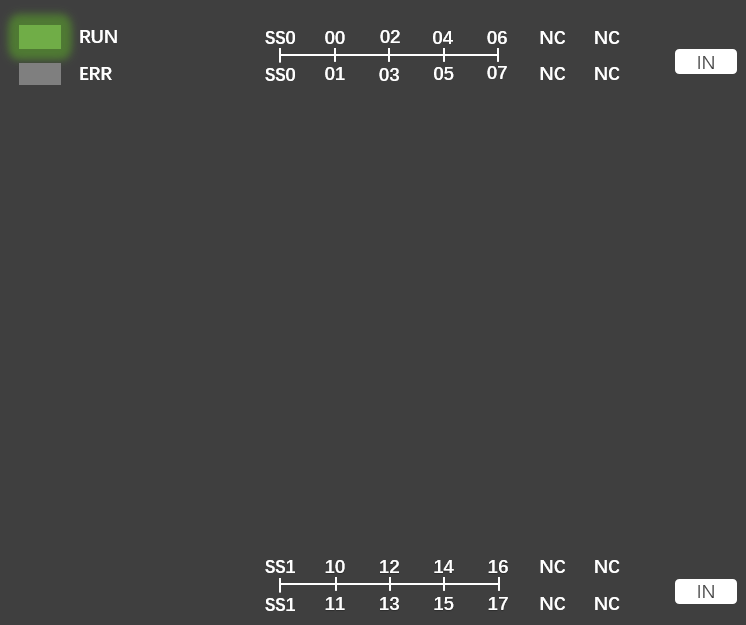 RUN SS0 00 02 04 06 NC NC
IN
ERR SS0 01 03 05 07 NC NC
SS1 10 12 14 16 NC NC
IN
SS1 11 13 15 17 NC NC